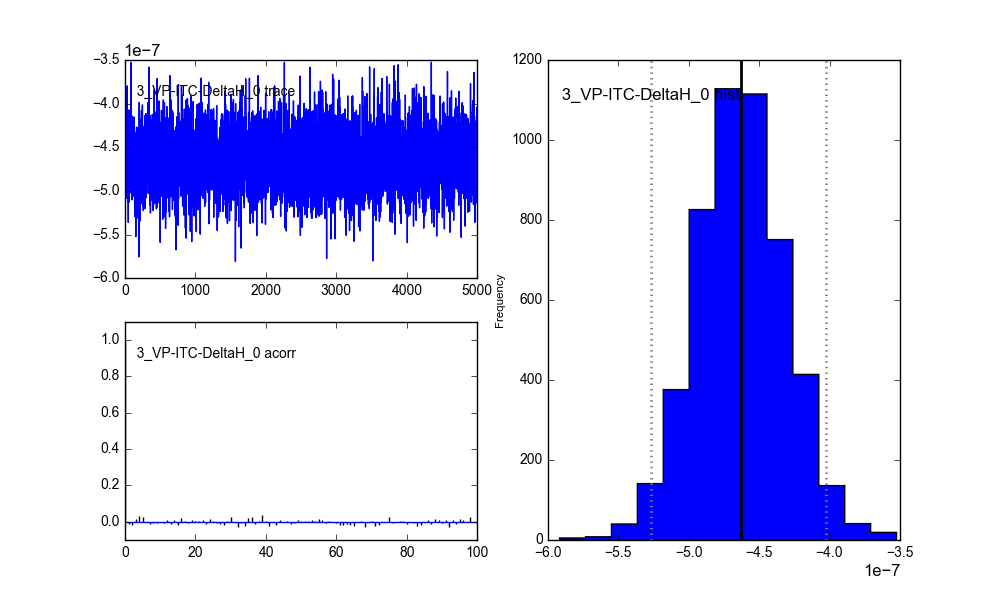 1e−7
−3.5
3_VP-ITC-DeltaH_0 trace
−4.0
−4.5
−5.0
−5.5
−6.0
0 1000 2000 3000 4000 5000
1.0
3_VP-ITC-DeltaH_0 acorr
0.8
0.6
0.4
0.2
0.0
0 20 40 60 80 100
1200
3_VP-ITC-DeltaH_0 hist
1000
800
Frequency
600
400
200
0
−6.0 −5.5 −5.0 −4.5 −4.0 −3.5
1e−7